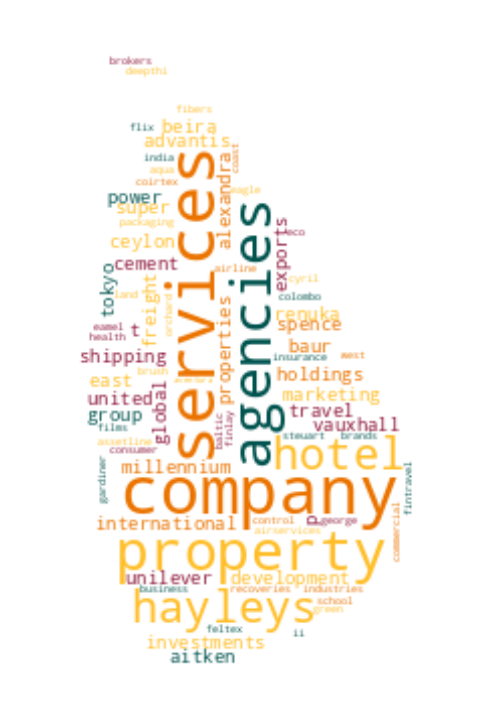 brokers
deepthi
fibers
flix
beira
advantis
india
aqua
coirtex
services
alexandra
coast
eagle
power
super
packaging
agencies
exports
eco
ceylon
cement
airline
tokyo
freight
cyril
land
orchard
colombo
properties
renuka
spence
eamel
t
health
baur
shipping
insurance
west
brush
holdings
east
united
global
marketing
group
travel
vauxhall
films
baltic
finlay
assetline
steuart
brands
consumer
hotel
gardiner
millennium
fintravel
company
international
control
p
george
airservices
commercial
property
unilever
development
business
recoveries
industries
hayleys
school
green
feltex
ii
investments
aitken